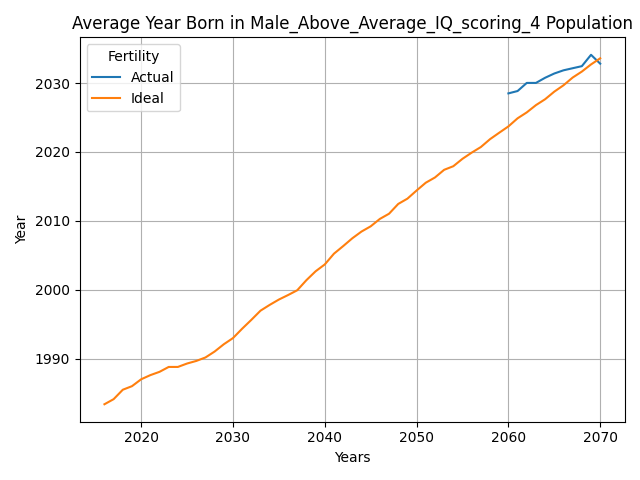 Average Year Born in Male_Above_Average_IQ_scoring_4 Population
Fertility
Actual
Ideal
Year
2030
2020
2010
2000
1990
2020 2030 2040 2050 2060 2070
Years